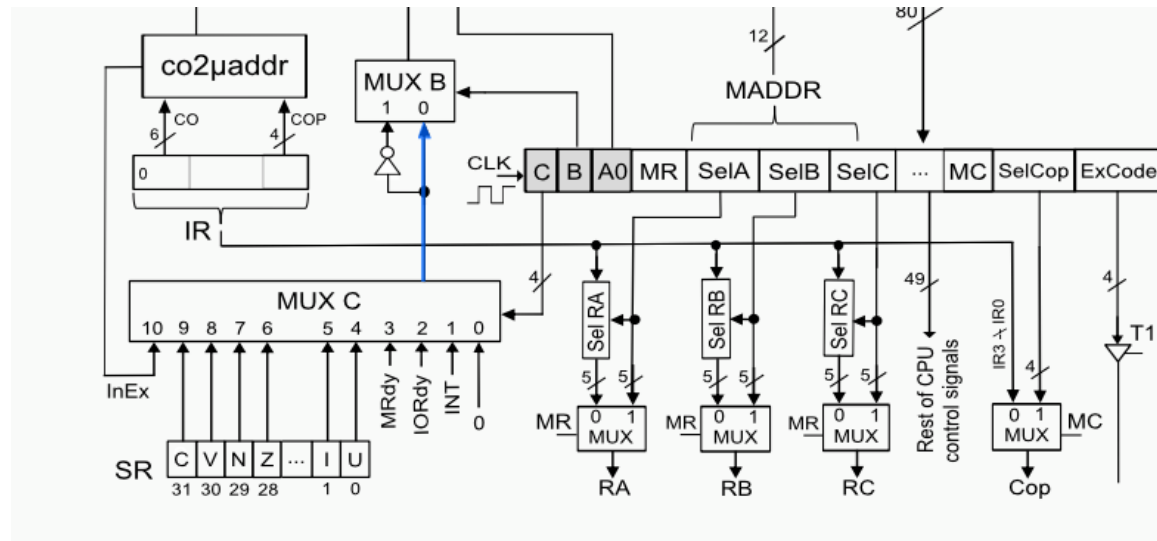 80
12
co2μaddr
MUX B
1 0
MADDR
6 CO
4 COP
CLK
C B A0 MR SelA SelB SelC ... MC SelCop ExCode
0
IR
4
49
4
T1
MUX C
10 9 8 7 6 5 4 3 2 1 0
Sel RA
Sel RB
Sel RC
Rest of CPU
control signals
IR3 -- IR0
4
InEx
MRdy
IORdy
INT
0
5 5
5 5
5 5
MR 0 1
MUX
MR 0 1
MUX
MR 0 1
MUX
0 1 MC
MUX
SR
C V N Z ... I U
31 30 29 28 1 0
RA
RB
RC
Cop